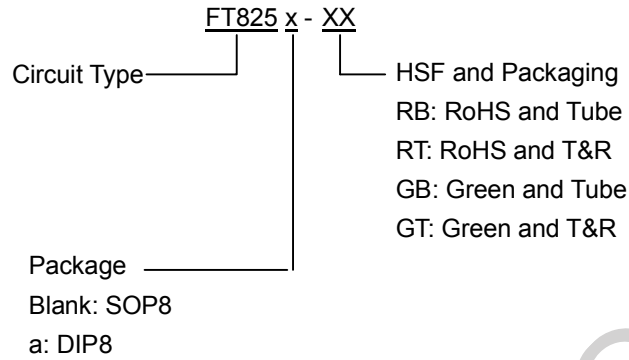 FT825 x - XX
Circuit Type
HSF and Packaging
RB: RoHS and Tube
RT: RoHS and T&R
GB: Green and Tube
GT: Green and T&R
Package
Blank: SOP8
a: DIP8